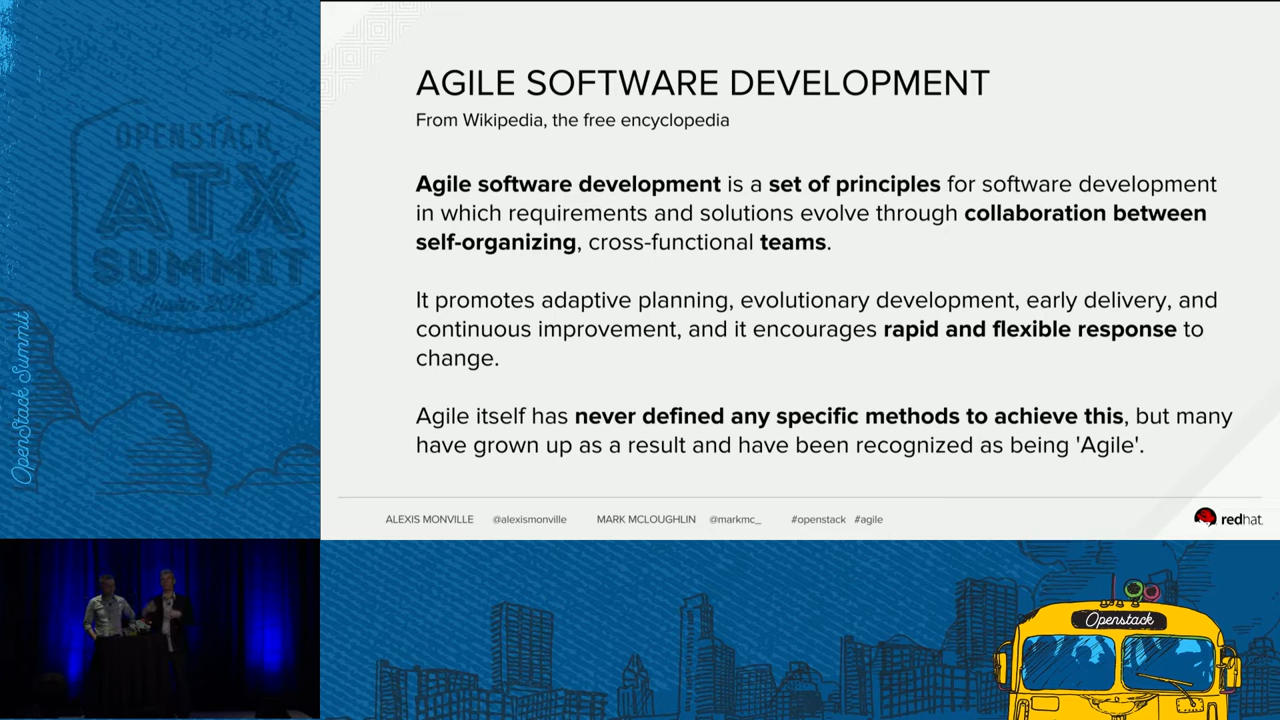 OPENSTACK
ATX
SUMMIT
Austin 2016
OpenStack Summit
AGILE SOFTWARE DEVELOPMENT
From Wikipedia, the free encyclopedia
Agile software development is a set of principles for software development
in which requirements and solutions evolve through collaboration between
self-organizing, cross-functional teams.
It promotes adaptive planning, evolutionary development, early delivery, and
continuous improvement, and it encourages rapid and flexible response to
change.
Agile itself has never defined any specific methods to achieve this, but many
have grown up as a result and have been recognized as being 'Agile'.
ALEXIS MONVILLE @alexismonville MARK MCLOUGHLIN @markmc_ #openstack #agile
redhat.
Openstack